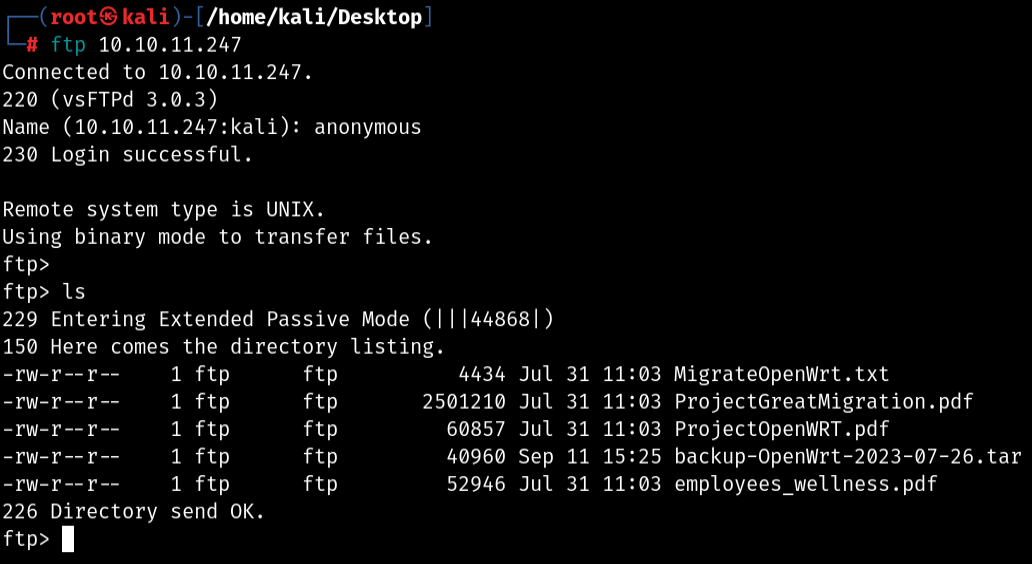 ┌──(root㉿kali)-[/home/kali/Desktop]
└─# ftp 10.10.11.247
Connected to 10.10.11.247.
220 (vsFTPd 3.0.3)
Name (10.10.11.247:kali): anonymous
230 Login successful.
Remote system type is UNIX.
Using binary mode to transfer files.
ftp>
ftp> ls
229 Entering Extended Passive Mode (|||44868|)
150 Here comes the directory listing.
-rw-r--r--    1 ftp      ftp          4434 Jul 31 11:03 MigrateOpenWrt.txt
-rw-r--r--    1 ftp      ftp       2501210 Jul 31 11:03 ProjectGreatMigration.pdf
-rw-r--r--    1 ftp      ftp         60857 Jul 31 11:03 ProjectOpenWRT.pdf
-rw-r--r--    1 ftp      ftp         40960 Sep 11 15:25 backup-OpenWrt-2023-07-26.tar
-rw-r--r--    1 ftp      ftp         52946 Jul 31 11:03 employees_wellness.pdf
226 Directory send OK.
ftp>